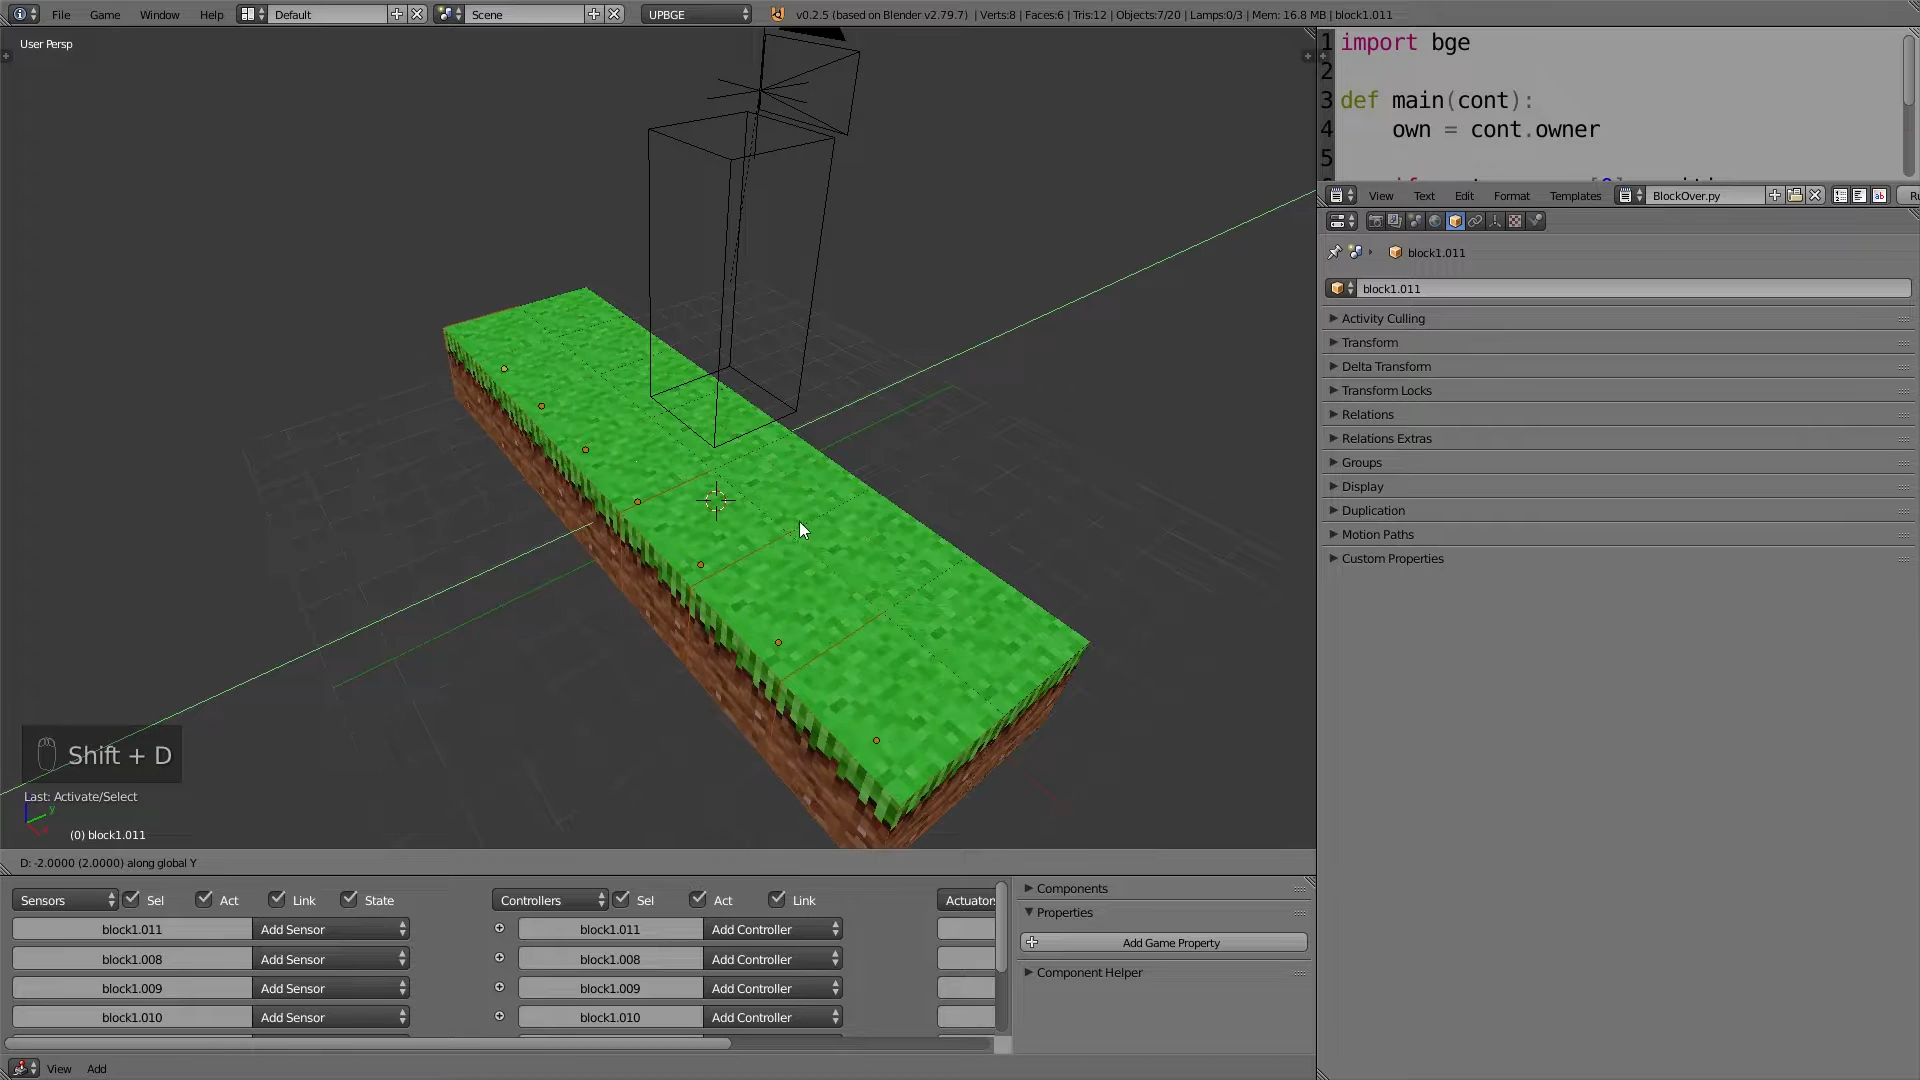 File Game Window Help Default Scene UPBGE v0.2.5 (based on Blender v2.79.7) | Verts:8 | Faces:6 | Tris:12 | Objects:7/20 | Lamps:0/3 | Mem: 16.8 MB | block1.011
User Persp
1 import bge
2
3 def main(cont):
4 own = cont.owner
5
View Text Edit Format Templates BlockOver.py Ru
block1.011
block1.011
Activity Culling
Transform
Delta Transform
Transform Locks
Relations
Relations Extras
Groups
Display
Duplication
Motion Paths
Custom Properties
Shift + D
Last: Activate/Select
y
(0) block1.011
D: -2.0000 (2.0000) along global Y
Sensors Sel Act Link State Controllers Sel Act Link Actuators
block1.011 Add Sensor block1.011 Add Controller
block1.008 Add Sensor block1.008 Add Controller
block1.009 Add Sensor block1.009 Add Controller
block1.010 Add Sensor block1.010 Add Controller
Components
Properties
Add Game Property
Component Helper
View Add